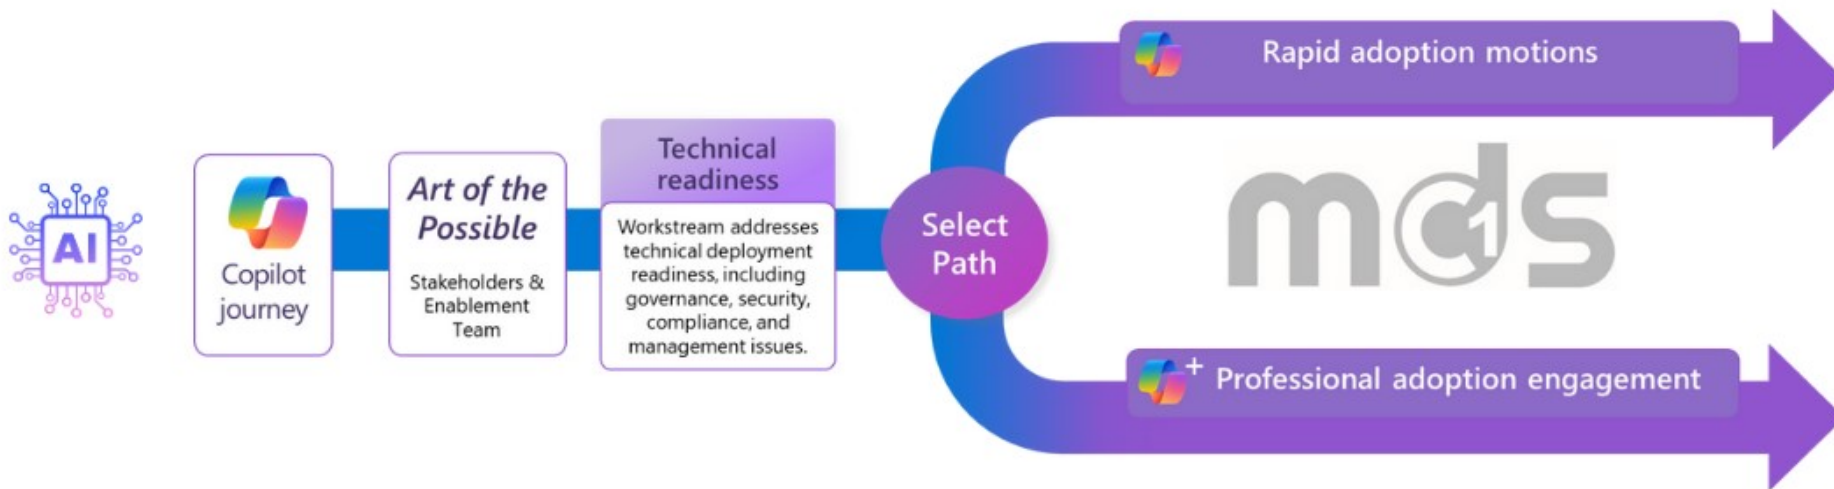 AI
Copilot
journey
Art of the
Possible
Stakeholders &
Enablement
Team
Technical
readiness
Workstream addresses
technical deployment
readiness, including
governance, security,
compliance, and
management issues.
Select
Path
Rapid adoption motions
mdc1s
+ Professional adoption engagement